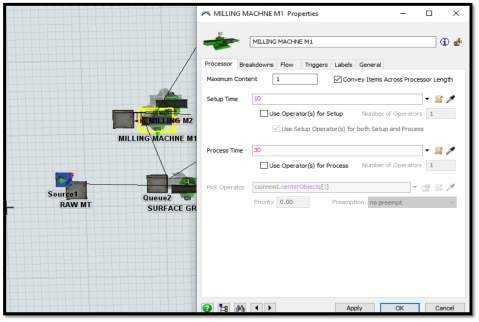 MILLING MACHNE M1 Properties
MILLING MACHNE M1
Processor Breakdowns Flow Triggers Labels General
Maximum Content 1 Convey Items Across Processor Length
Setup Time 10
Use Operator(s) for Setup Number of Operators 1
Use Setup Operator(s) for both Setup and Process
Process Time 30
Use Operator(s) for Process Number of Operators 1
Pick Operator current.centerObjects[1]
Priority 0.00 Preemption no preempt
Apply OK Cancel
MILLING M2
MILLING MACHNE M1
Source1
RAW MT
Queue2
SURFACE GR